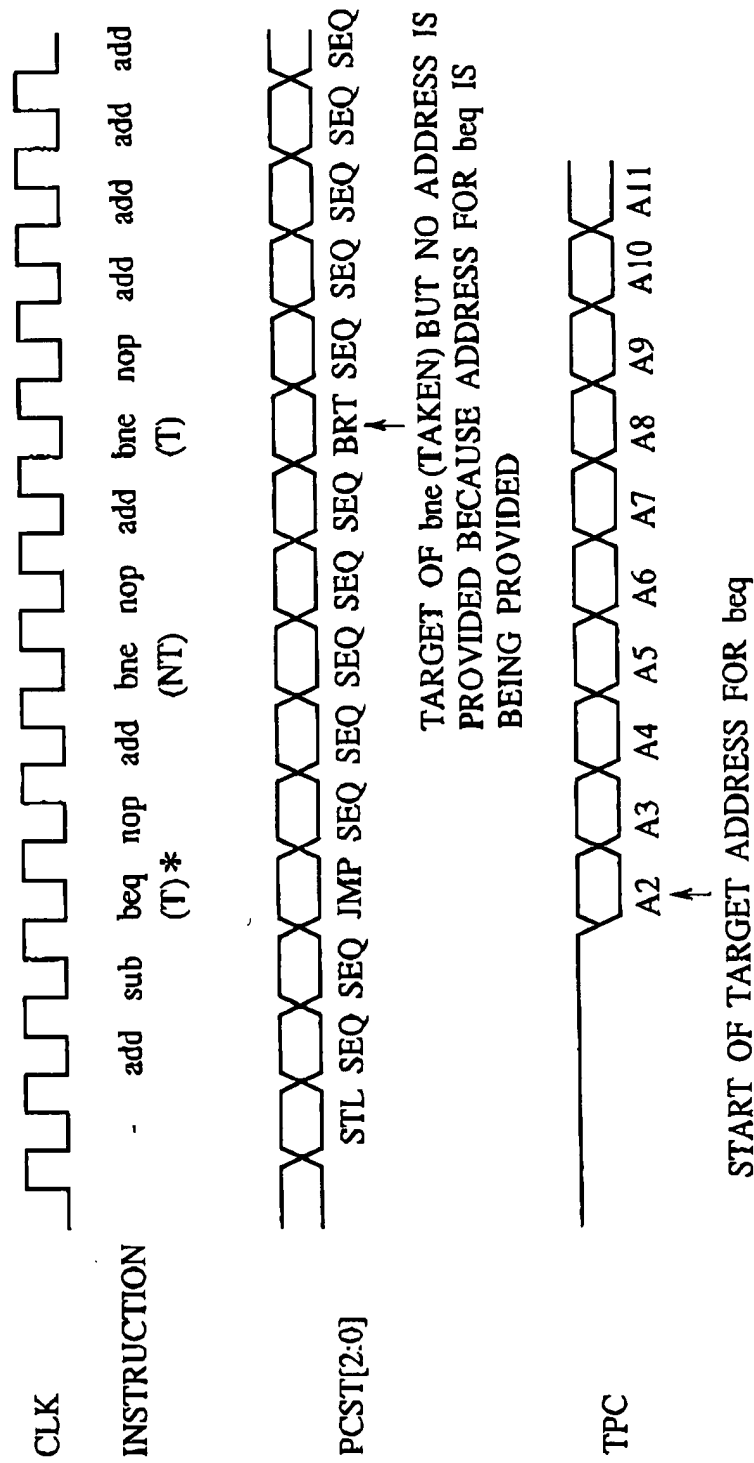 CLK
INSTRUCTION - add sub beq nop add bne nop add bne nop add add add add
(T)* (NT) (T)
PCST[2:0]
STL SEQ SEQ JMP SEQ SEQ SEQ SEQ SEQ BRT SEQ SEQ SEQ SEQ SEQ
TARGET OF bne (TAKEN) BUT NO ADDRESS IS
PROVIDED BECAUSE ADDRESS FOR beq IS
BEING PROVIDED
TPC
A2 A3 A4 A5 A6 A7 A8 A9 A10 A11
START OF TARGET ADDRESS FOR beq